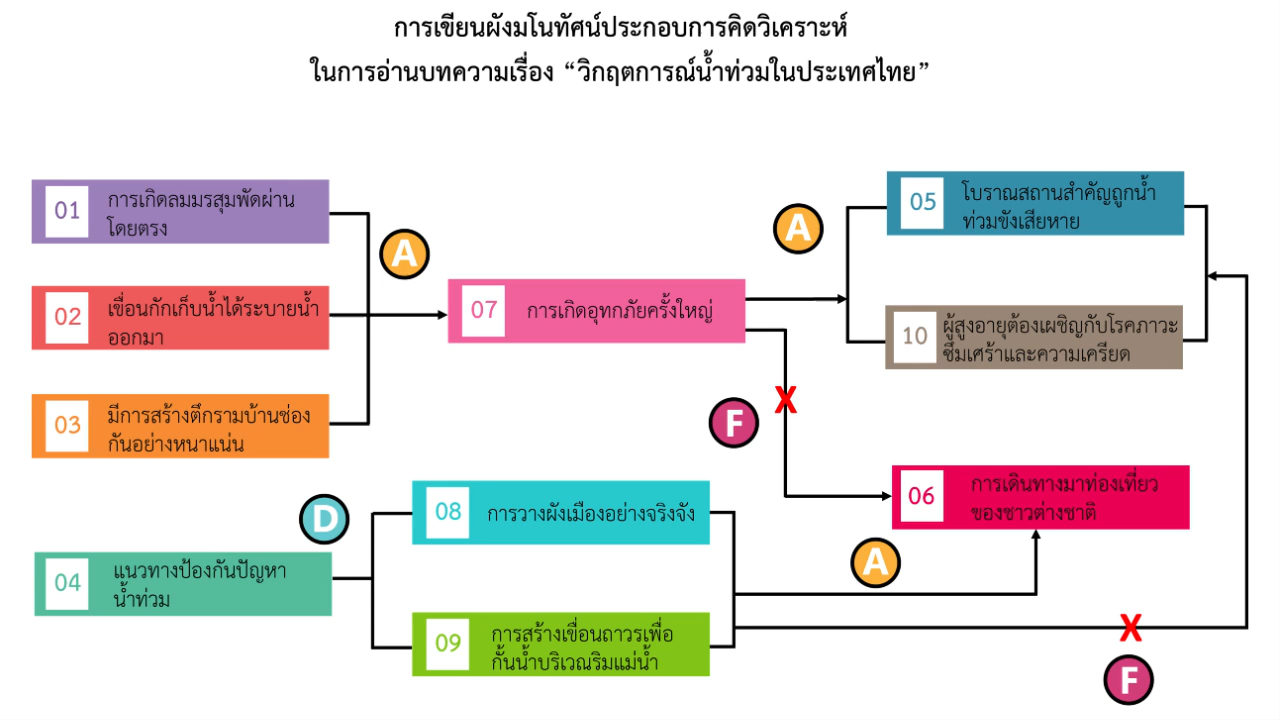 การเขียนผังมโนทัศน์ประกอบการคิดวิเคราะห์
ในการอ่านบทความเรื่อง “วิกฤตการณ์น้ำท่วมในประเทศไทย”
01
การเกิดลมมรสุมพัดผ่าน
โดยตรง
02
เขื่อนกักเก็บน้ำได้ระบายน้ำ
ออกมา
03
มีการสร้างตึกรามบ้านช่อง
กันอย่างหนาแน่น
A
07
การเกิดอุทกภัยครั้งใหญ่
A
05
โบราณสถานสำคัญถูกน้ำ
ท่วมขังเสียหาย
10
ผู้สูงอายุต้องเผชิญกับโรคภาวะ
ซึมเศร้าและความเครียด
X
F
06
การเดินทางมาท่องเที่ยว
ของชาวต่างชาติ
04
แนวทางป้องกันปัญหา
น้ำท่วม
D
08
การวางผังเมืองอย่างจริงจัง
09
การสร้างเขื่อนถาวรเพื่อ
กั้นน้ำบริเวณริมแม่น้ำ
A
X
F